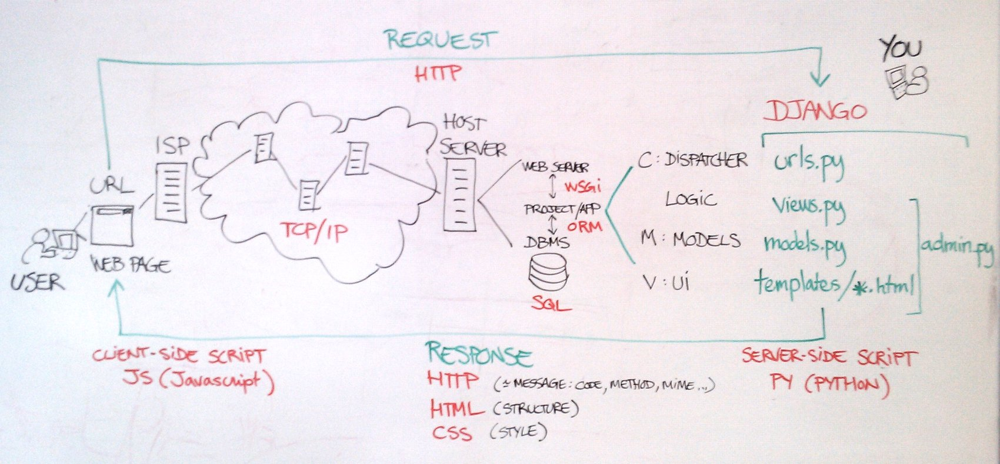 REQUEST
HTTP
YOU
DJANGO
HOST
SERVER
ISP
URL
WEB PAGE
USER
TCP/IP
WEB SERVER
WSGi
PROJECT/APP
ORM
DBMS
SQL
C: DiSPATCHER
urls.py
LOGiC
views.py
M: MODELS
models.py
admin.py
V: Ui
templates/*.html
CLiENT-SiDE SCRiPT
JS (Javascript)
RESPONSE
HTTP (≃ MESSAGE: CODE, METHOD, MiME...)
HTML (STRUCTURE)
CSS (STYLE)
SERVER-SiDE SCRiPT
PY (PYTHON)